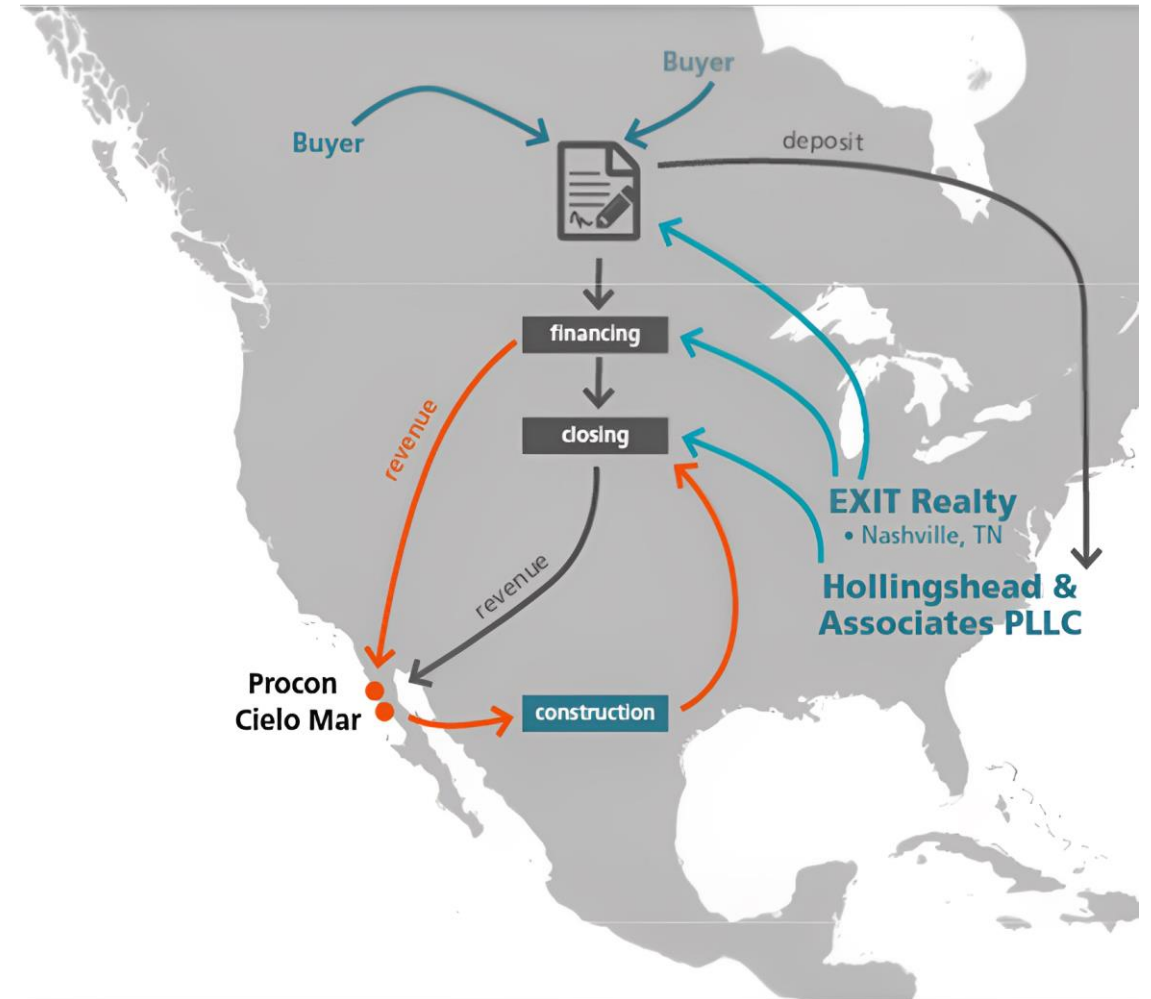 Buyer
Buyer
deposit
financing
revenue
closing
EXIT Realty
• Nashville, TN
revenue
Hollingshead &
Associates PLLC
Procon
Cielo Mar
construction